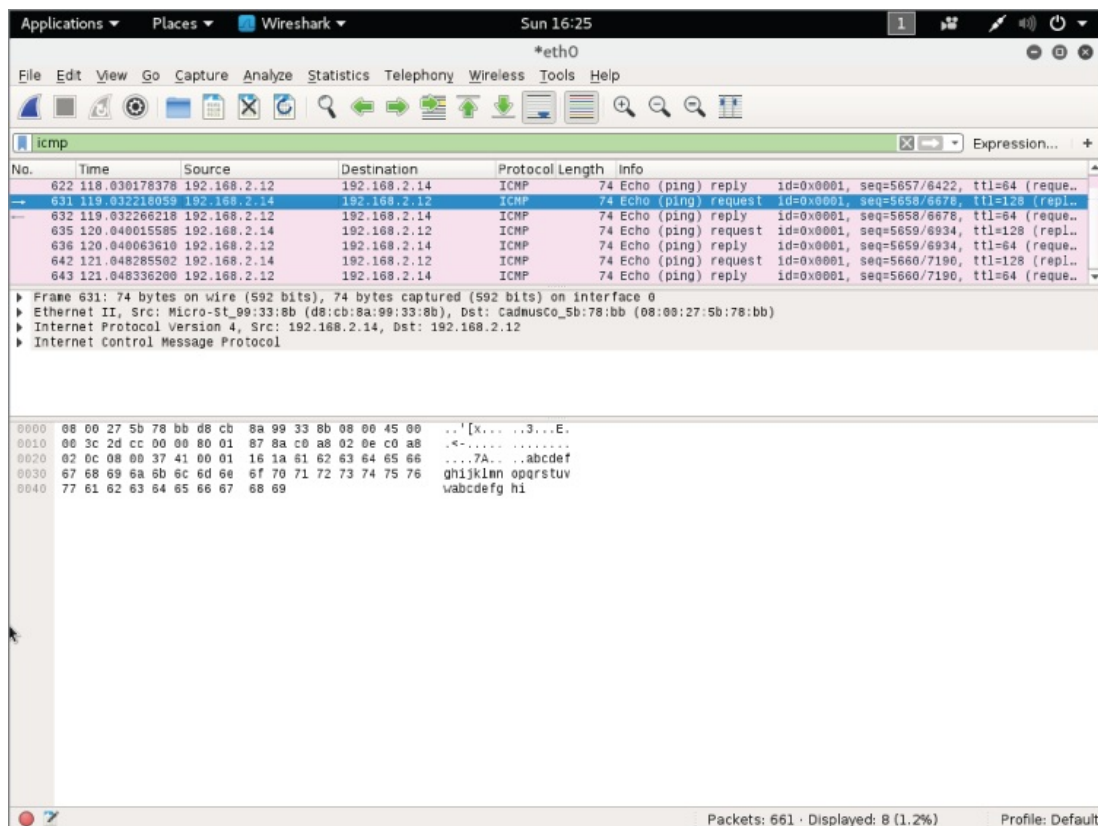 Applications Places Wireshark Sun 16:25 1
*eth0
File Edit View Go Capture Analyze Statistics Telephony Wireless Tools Help
icmp Expression... +
No. Time Source Destination Protocol Length Info
622 118.030178378 192.168.2.12 192.168.2.14 ICMP 74 Echo (ping) reply id=0x0001, seq=5657/6422, ttl=64 (reque..
631 119.032218059 192.168.2.14 192.168.2.12 ICMP 74 Echo (ping) request id=0x0001, seq=5658/6678, ttl=128 (repl..
632 119.032266218 192.168.2.12 192.168.2.14 ICMP 74 Echo (ping) reply id=0x0001, seq=5658/6678, ttl=64 (reque..
635 120.040015585 192.168.2.14 192.168.2.12 ICMP 74 Echo (ping) request id=0x0001, seq=5659/6934, ttl=128 (repl..
636 120.040063610 192.168.2.12 192.168.2.14 ICMP 74 Echo (ping) reply id=0x0001, seq=5659/6934, ttl=64 (reque..
642 121.048285502 192.168.2.14 192.168.2.12 ICMP 74 Echo (ping) request id=0x0001, seq=5660/7190, ttl=128 (repl..
643 121.048336200 192.168.2.12 192.168.2.14 ICMP 74 Echo (ping) reply id=0x0001, seq=5660/7190, ttl=64 (reque..
Frame 631: 74 bytes on wire (592 bits), 74 bytes captured (592 bits) on interface 0
Ethernet II, Src: Micro-St_99:33:8b (d8:cb:8a:99:33:8b), Dst: CadmusCo_5b:78:bb (08:00:27:5b:78:bb)
Internet Protocol Version 4, Src: 192.168.2.14, Dst: 192.168.2.12
Internet Control Message Protocol
0000 08 00 27 5b 78 bb d8 cb 8a 99 33 8b 08 00 45 00 ..'[x... ..3...E.
0010 00 3c 2d cc 00 00 80 01 87 8a c0 a8 02 0e c0 a8 .<-..... ........
0020 02 0c 08 00 37 41 00 01 16 1a 61 62 63 64 65 66 ....7A.. ..abcdef
0030 67 68 69 6a 6b 6c 6d 6e 6f 70 71 72 73 74 75 76 ghijklmn opqrstuv
0040 77 61 62 63 64 65 66 67 68 69 wabcdefg hi
Packets: 661 · Displayed: 8 (1.2%) Profile: Default